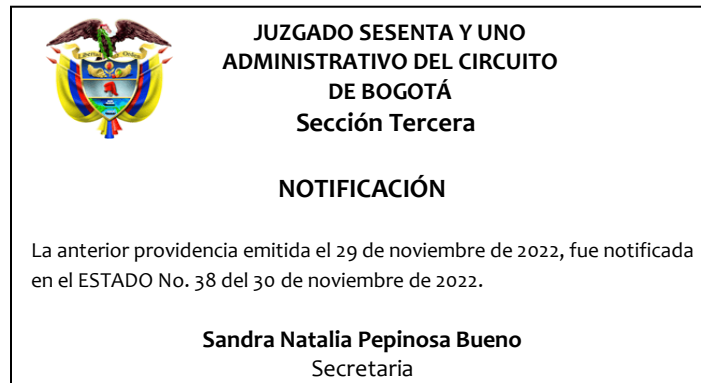 JUZGADO SESENTA Y UNO
ADMINISTRATIVO DEL CIRCUITO
DE BOGOTÁ
Sección Tercera
NOTIFICACIÓN
La anterior providencia emitida el 29 de noviembre de 2022, fue notificada
en el ESTADO No. 38 del 30 de noviembre de 2022.
Sandra Natalia Pepinosa Bueno
Secretaria